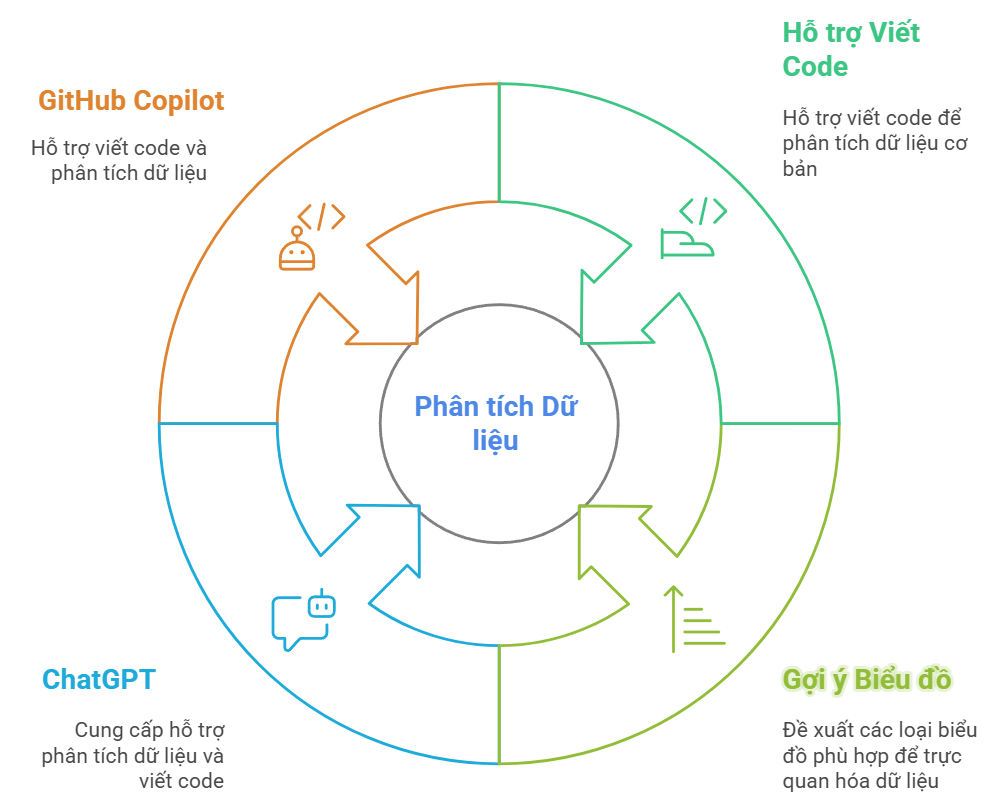 GitHub Copilot
Hỗ trợ viết code và
phân tích dữ liệu
Hỗ trợ Viết
Code
Hỗ trợ viết code để
phân tích dữ liệu cơ
bản
Phân tích Dữ
liệu
ChatGPT
Cung cấp hỗ trợ
phân tích dữ liệu và
viết code
Gợi ý Biểu đồ
Đề xuất các loại biểu
đồ phù hợp để trực
quan hóa dữ liệu